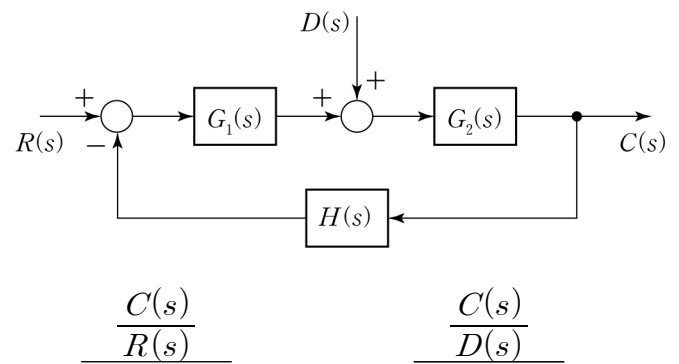 D(s)
+
+ G₁(s) + G₂(s)
R(s) − C(s)
H(s)
C(s)/R(s) C(s)/D(s)